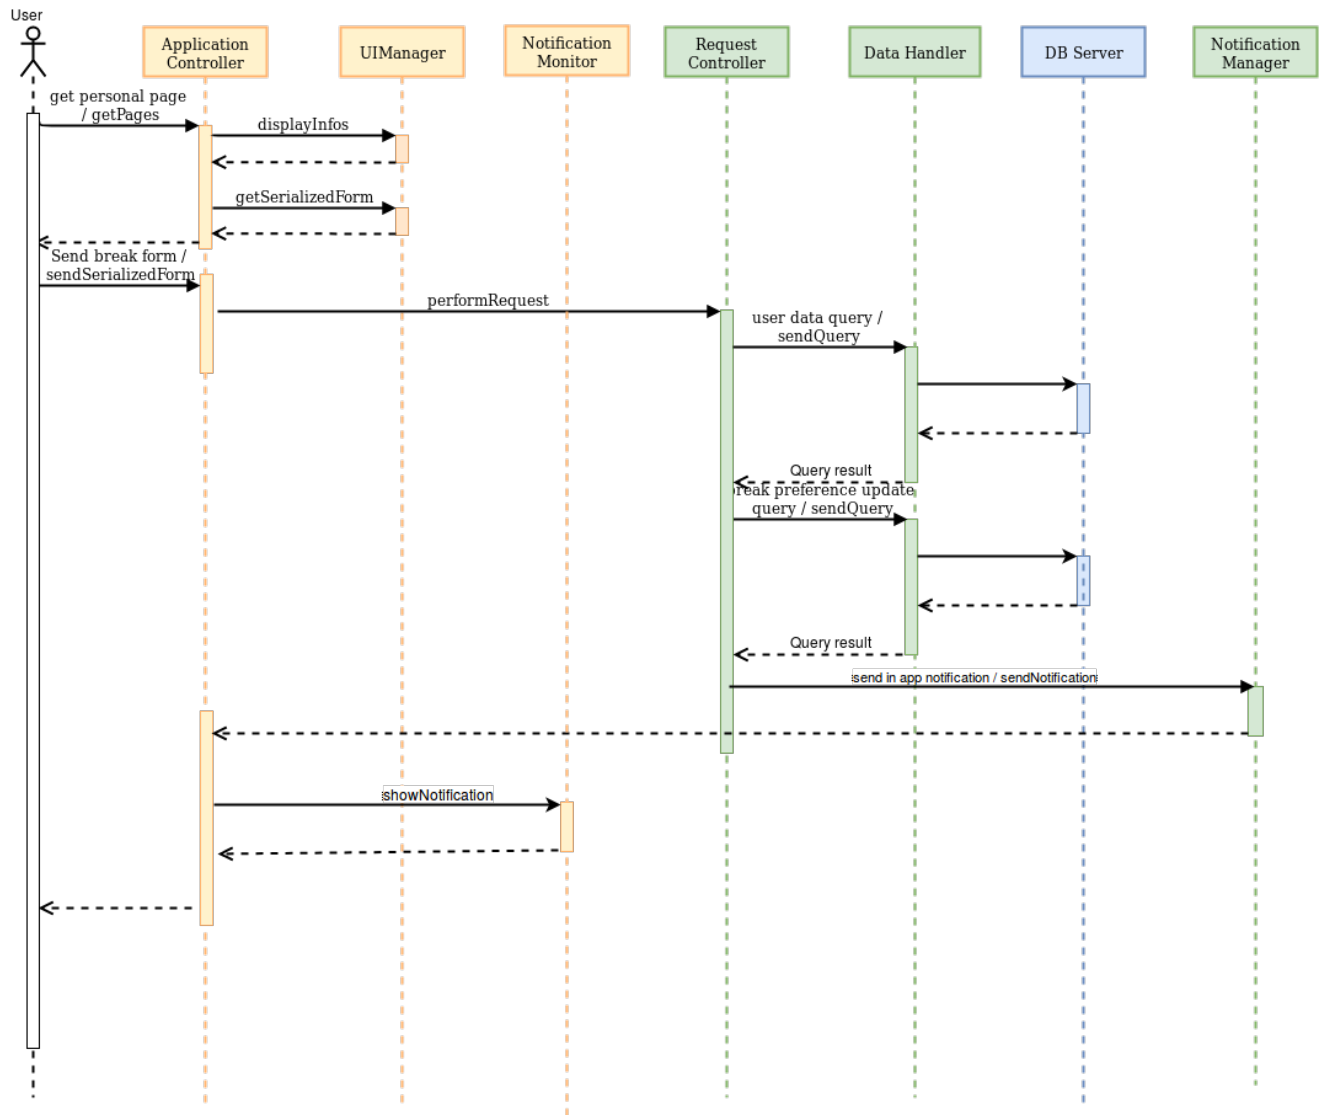 User
Application
Controller
UIManager
Notification
Monitor
Request
Controller
Data Handler
DB Server
Notification
Manager
get personal page
/ getPages
displayInfos
getSerializedForm
Send break form /
sendSerializedForm
performRequest
user data query /
sendQuery
Query result
reak preference update
query / sendQuery
Query result
send in app notification / sendNotification
showNotification